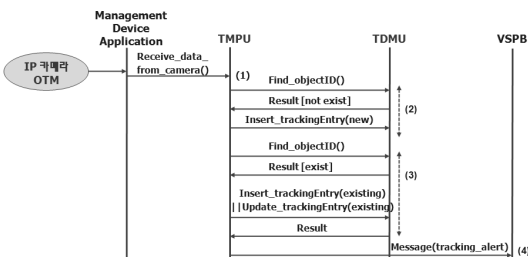 Management
Device
Application
TMPU
TDMU
VSPB
IP 카메라
OTM
Receive_data_
from_camera()
(1)
Find_objectID()
Result [not exist]
(2)
Insert_trackingEntry(new)
Find_objectID()
Result [exist]
(3)
Insert_trackingEntry(existing)
||Update_trackingEntry(existing)
Result
Message(tracking_alert)
(4)